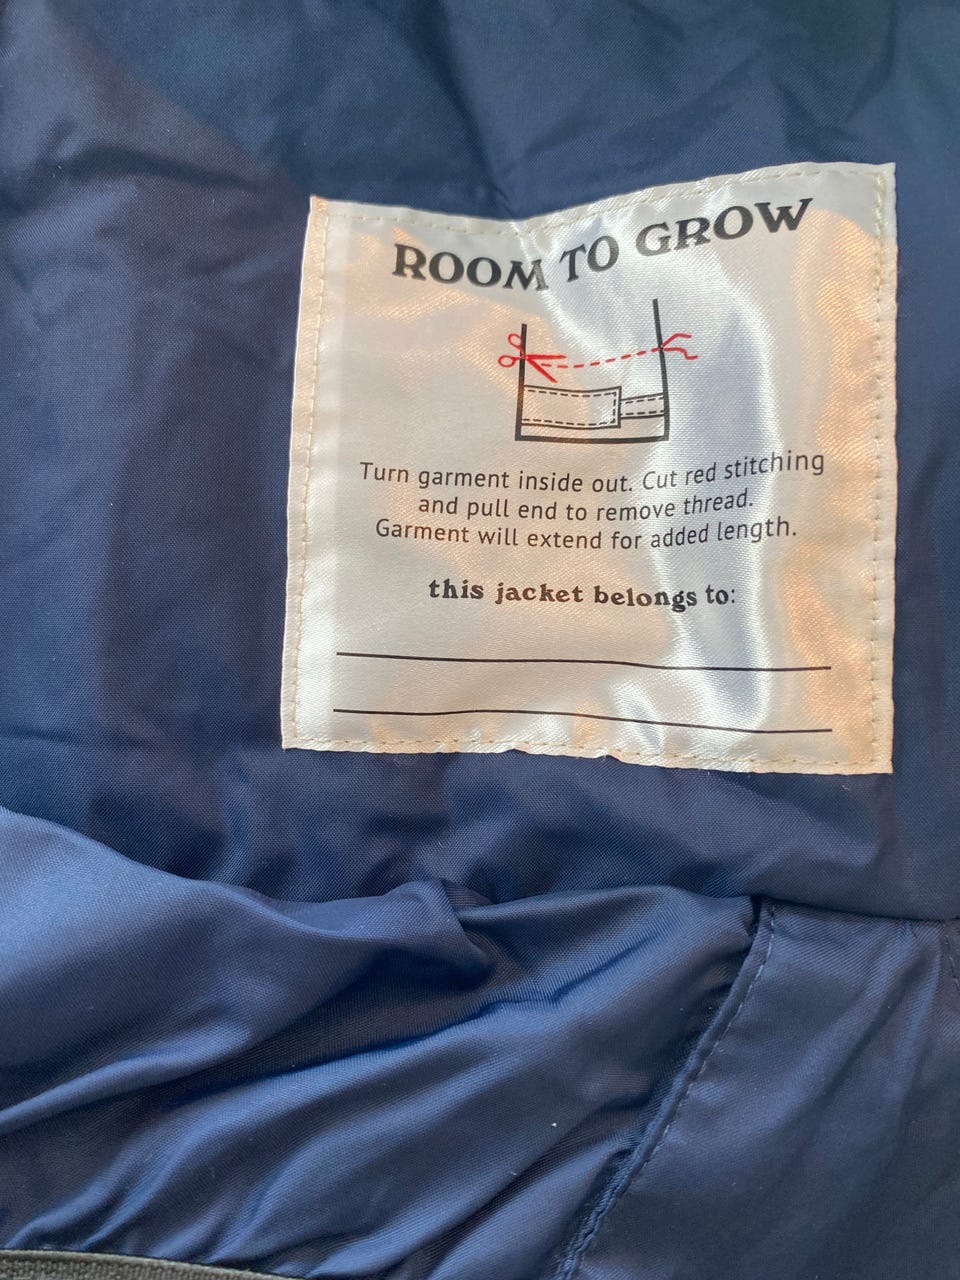 ROOM TO GROW
Turn garment inside out. Cut red stitching
and pull end to remove thread.
Garment will extend for added length.
this jacket belongs to: